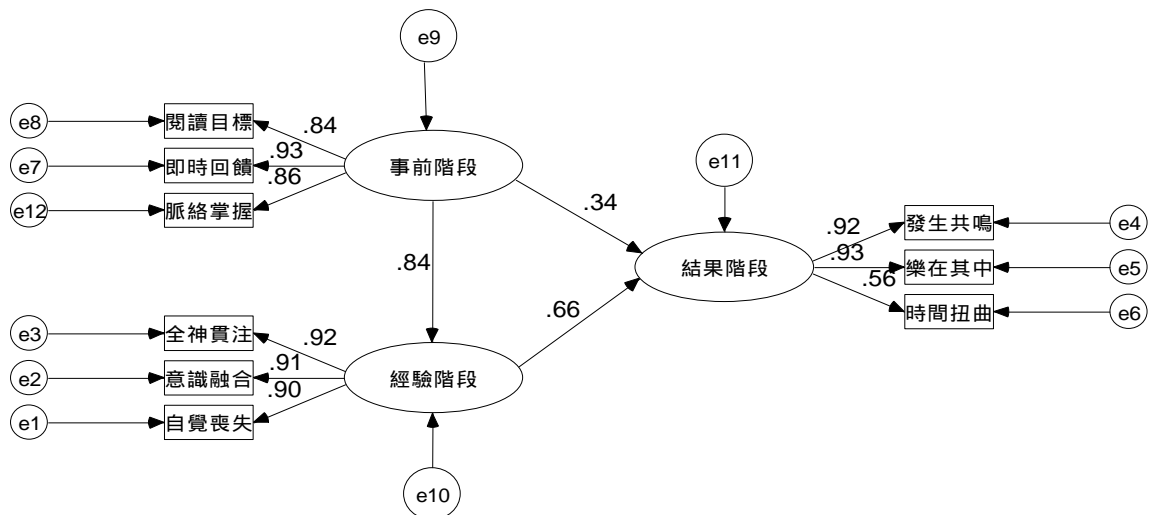 e9
e8
閱讀目標
.84
e7
即時回饋
.93
事前階段
e11
e12
脈絡掌握
.86
.34
.92
發生共鳴
e4
.93
樂在其中
e5
結果階段
.84
.56
時間扭曲
e6
.66
e3
全神貫注
.92
e2
意識融合
.91
經驗階段
e1
自覺喪失
.90
e10